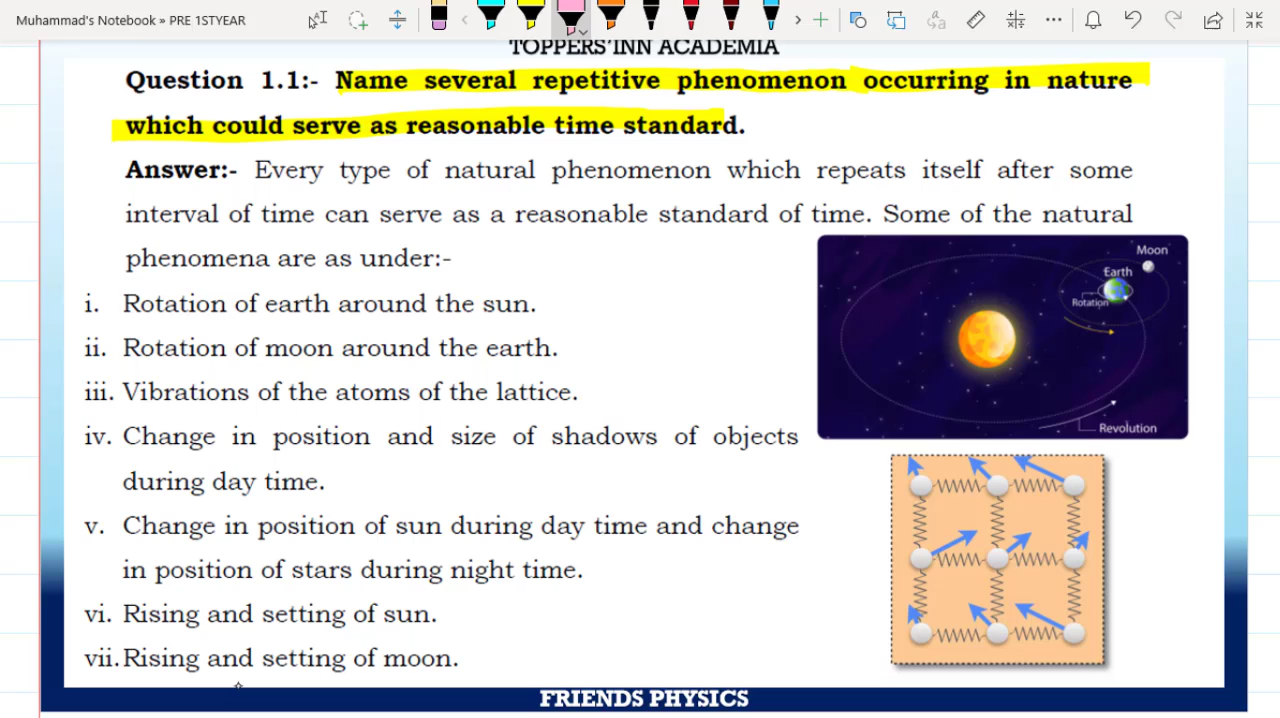 Muhammad's Notebook » PRE 1STYEAR
TOPPERS'INN ACADEMIA
Question 1.1:- Name several repetitive phenomenon occurring in nature
which could serve as reasonable time standard.
Answer:- Every type of natural phenomenon which repeats itself after some
interval of time can serve as a reasonable standard of time. Some of the natural
phenomena are as under:-
i. Rotation of earth around the sun.
ii. Rotation of moon around the earth.
iii. Vibrations of the atoms of the lattice.
iv. Change in position and size of shadows of objects
during day time.
v. Change in position of sun during day time and change
in position of stars during night time.
vi. Rising and setting of sun.
vii. Rising and setting of moon.
Moon
Earth
Rotation
Revolution
FRIENDS PHYSICS